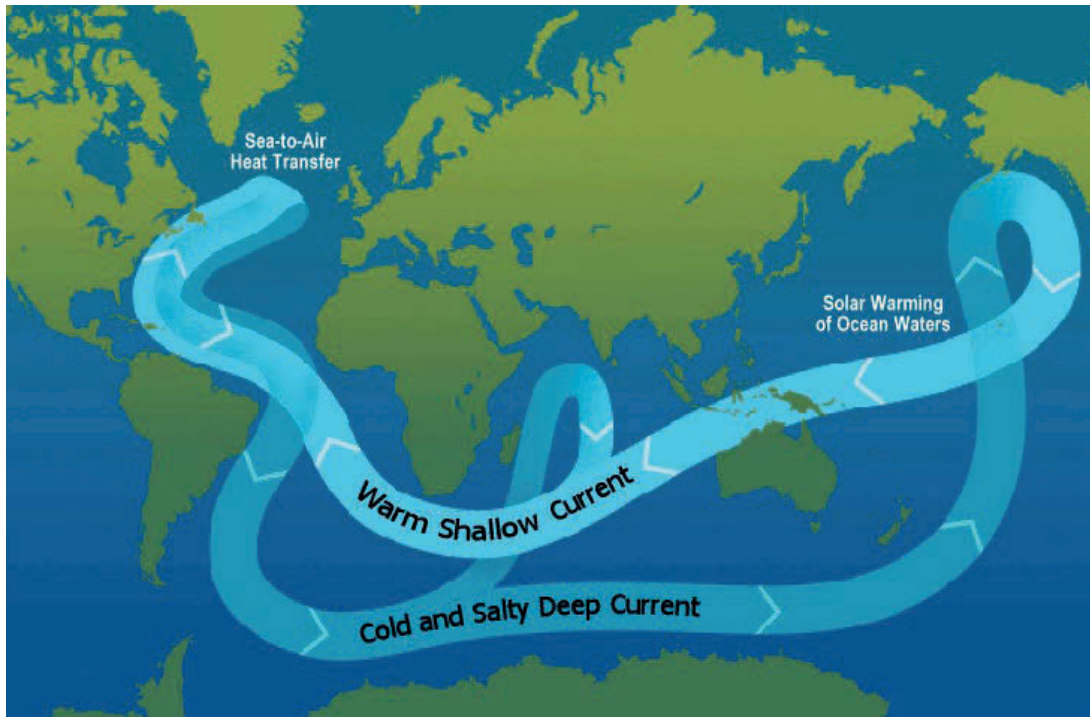 Sea-to-Air
Heat Transfer
Solar Warming
of Ocean Waters
Warm Shallow Current
Cold and Salty Deep Current